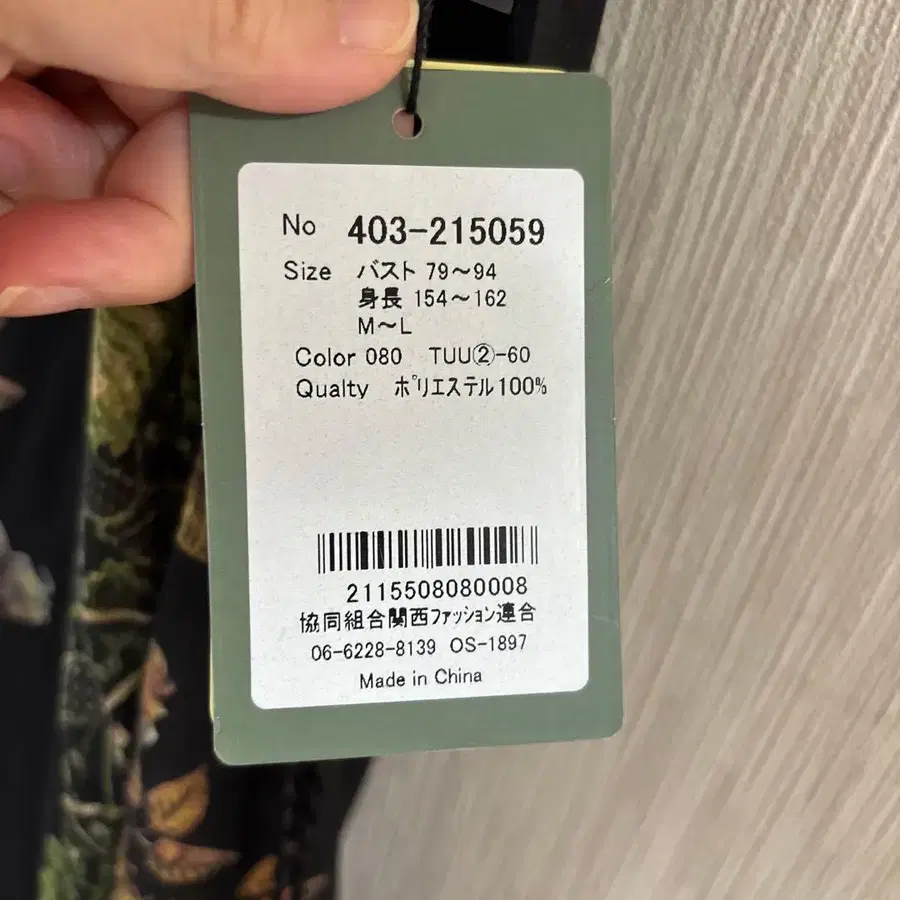 No 403-215059
Size バスト 79〜94
身長 154〜162
M〜L
Color 080 TUU②-60
Qualty ポリエステル100%
2115508080008
協同組合関西ファッション連合
06-6228-8139 OS-1897
Made in China